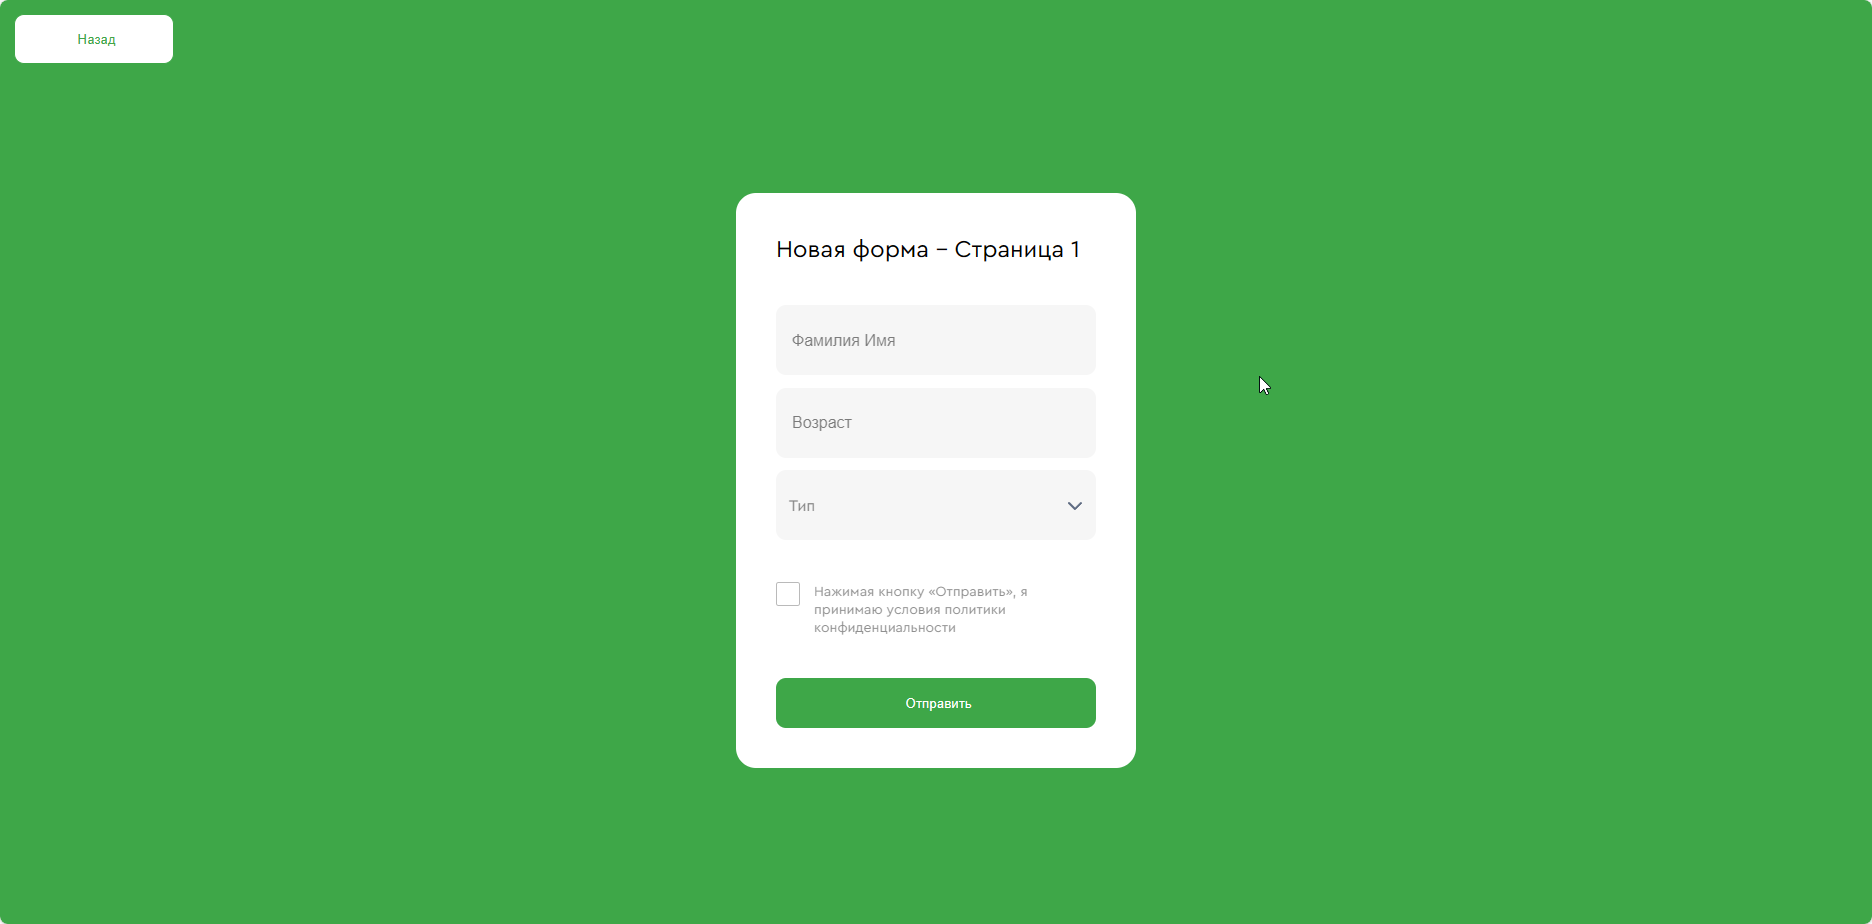 Назад
Новая форма – Страница 1
Фамилия Имя
Возраст
Тип
Нажимая кнопку «Отправить», я
принимаю условия политики
конфиденциальности
Отправить